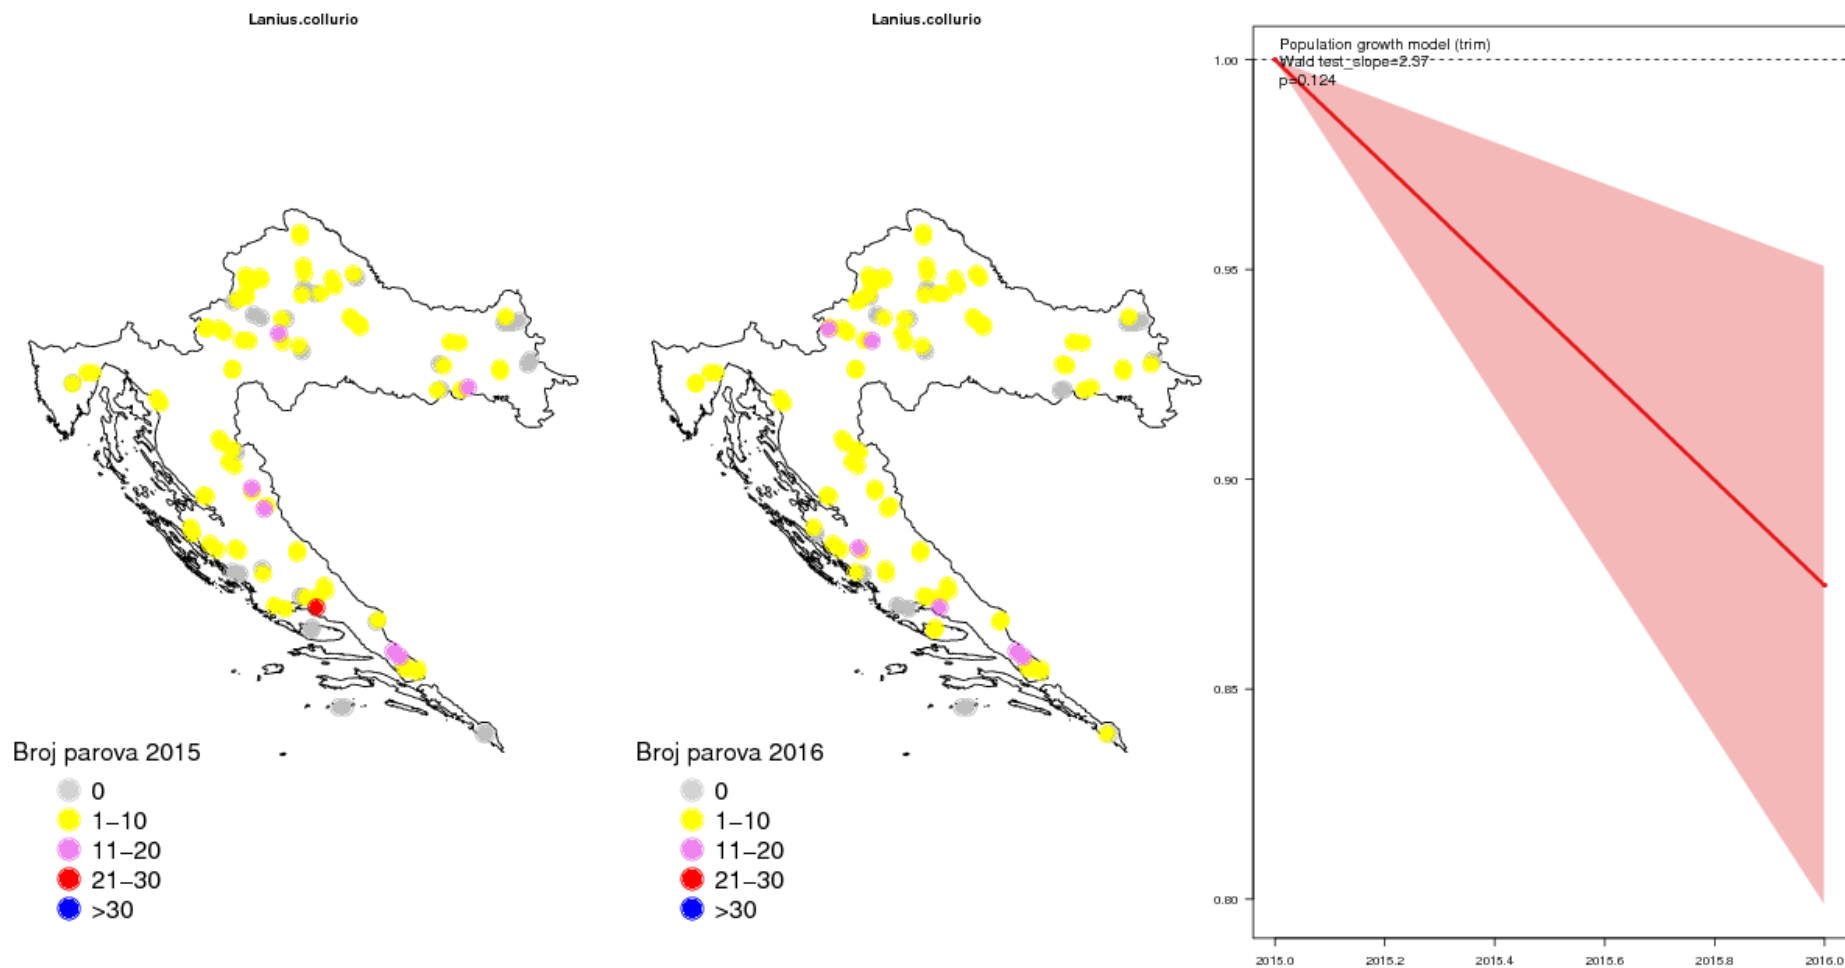 Lanius.collurio
Broj parova 2015
0
1–10
11–20
21–30
>30
Lanius.collurio
Broj parova 2016
0
1–10
11–20
21–30
>30
Population growth model (trim)
Wald test_slope=2.37
p=0.124
1.00
0.95
0.90
0.85
0.80
2015.0 2015.2 2015.4 2015.6 2015.8 2016.0